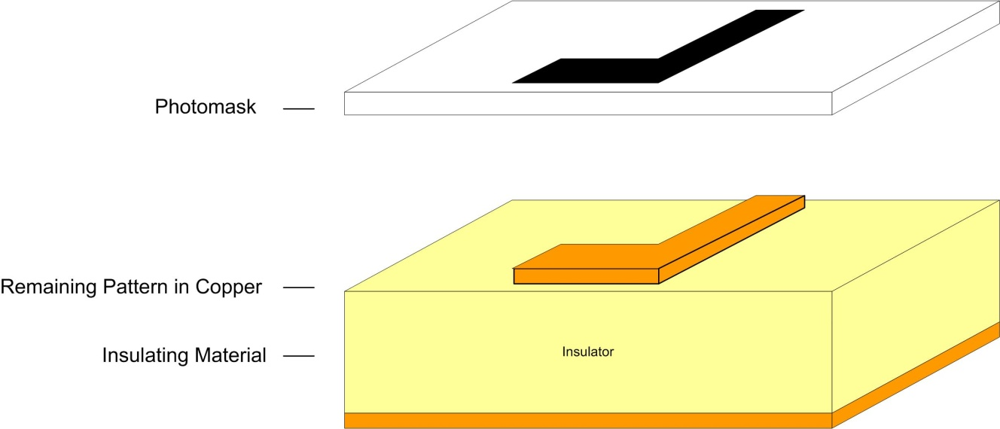 Photomask
Remaining Pattern in Copper
Insulating Material
Insulator